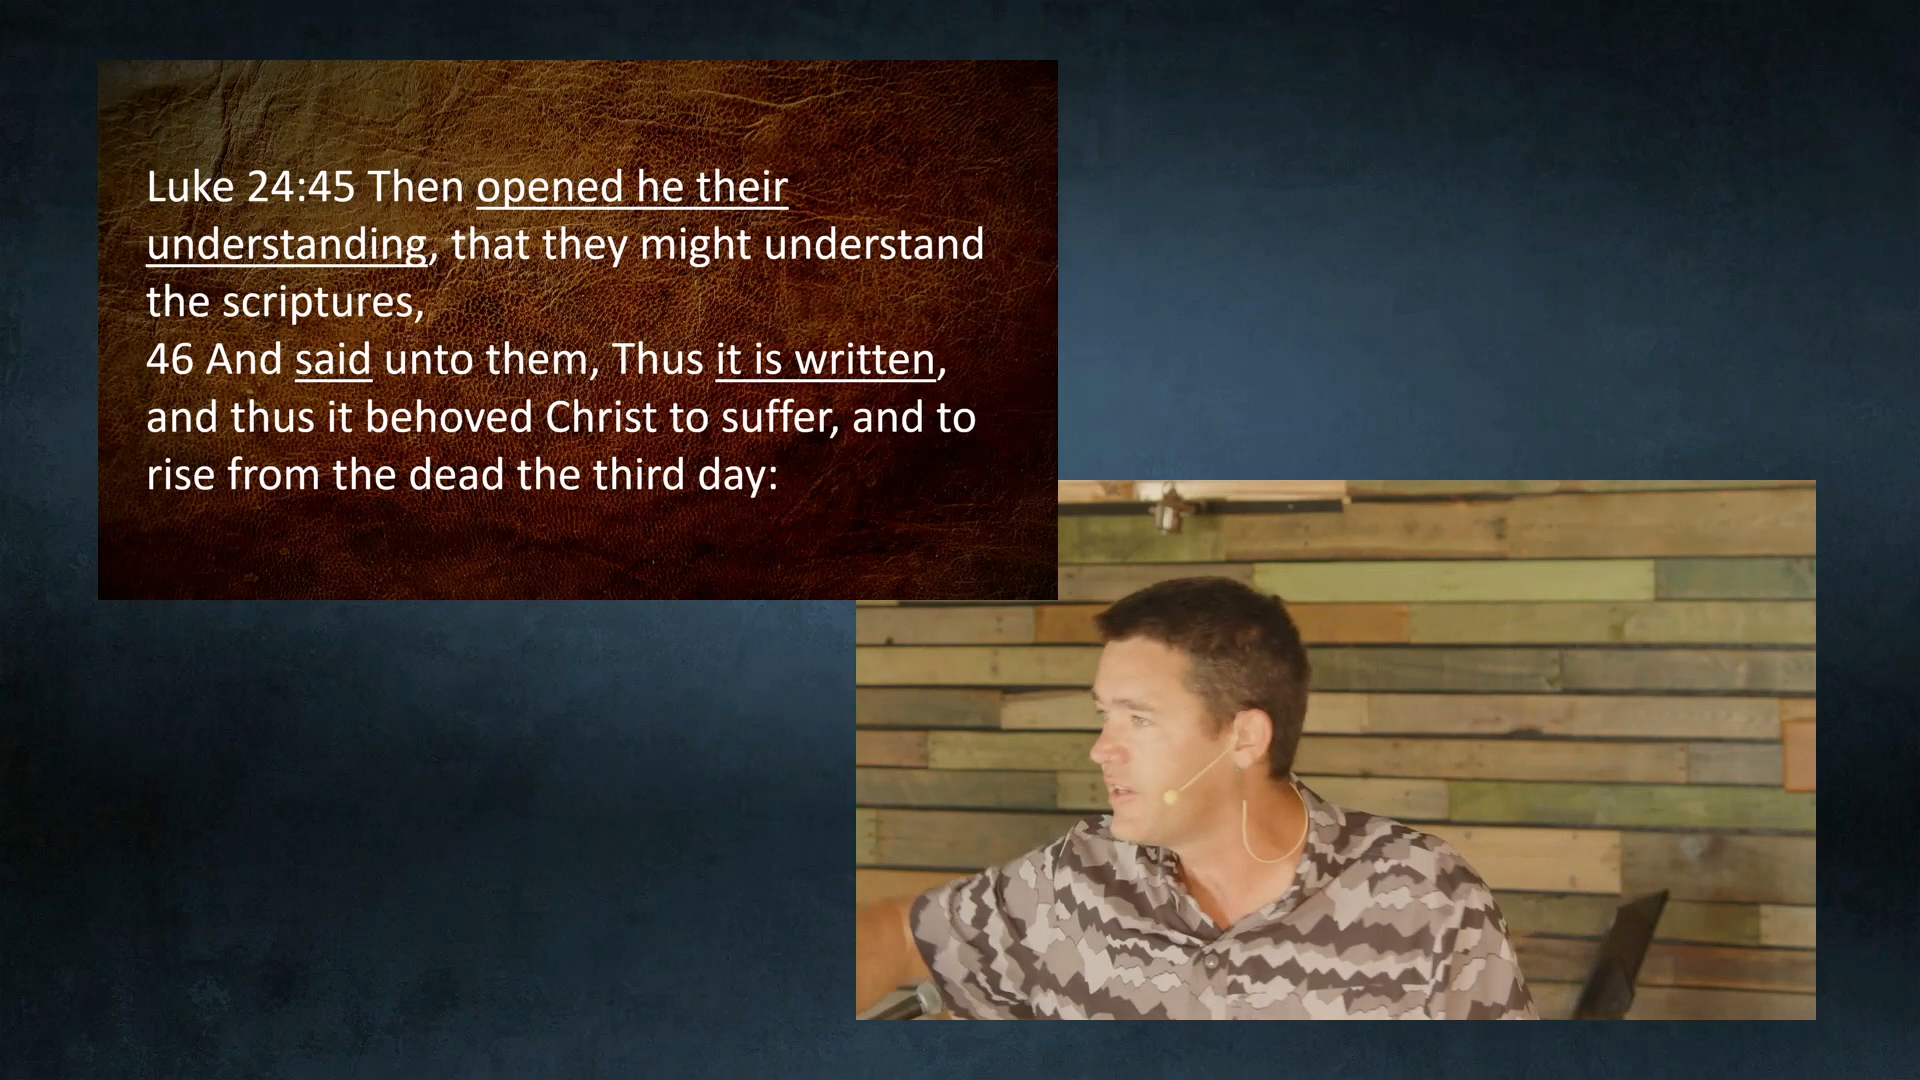 Luke 24:45 Then opened he their
understanding, that they might understand
the scriptures,
46 And said unto them, Thus it is written,
and thus it behoved Christ to suffer, and to
rise from the dead the third day: